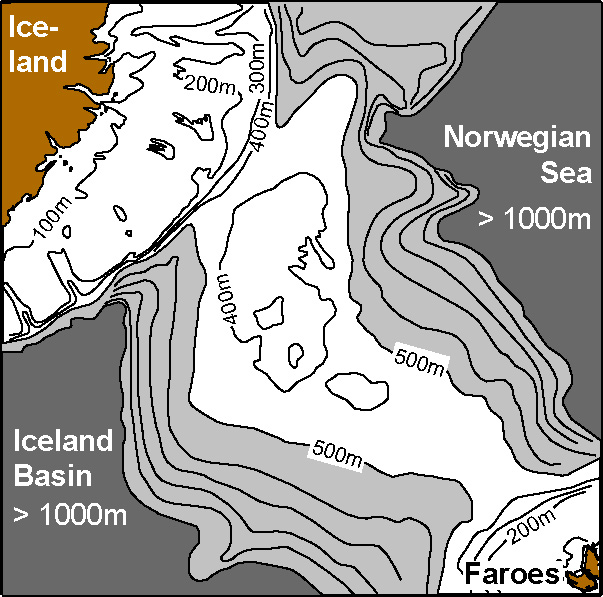 Ice-
land
200m
300m
400m
Norwegian
Sea
> 1000m
100m
400m
500m
500m
Iceland
Basin
> 1000m
200m
Faroes